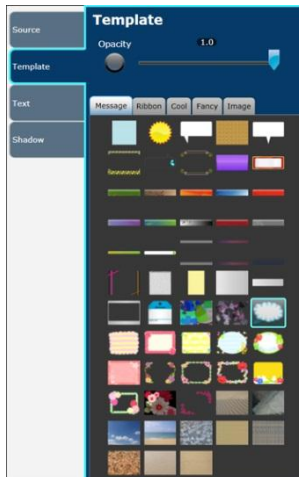 Source
Template
Text
Shadow
Template
Opacity
1.0
Message Ribbon Cool Fancy Image